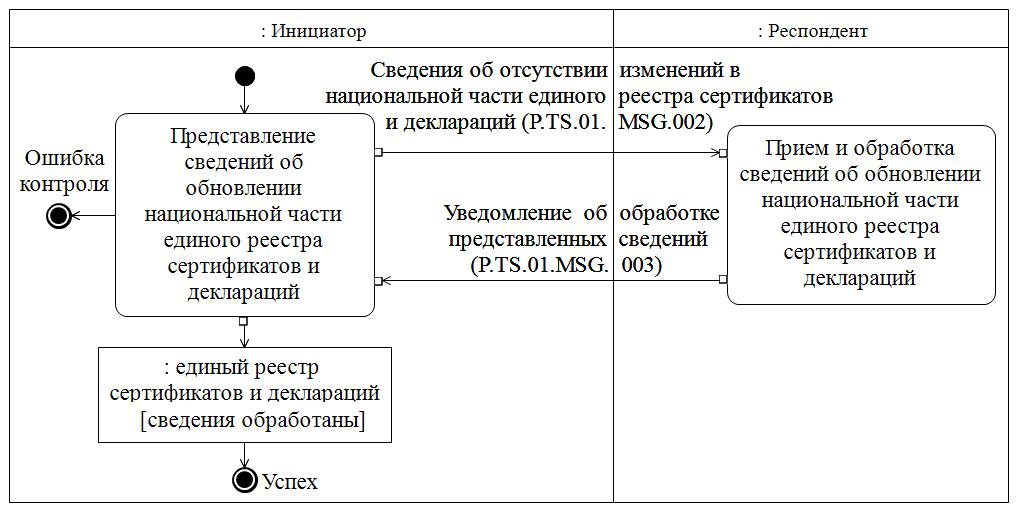 : Инициатор
: Респондент
Сведения об отсутствии изменений в
национальной части единого реестра сертификатов
и деклараций (P.TS.01. MSG.002)
Представление
сведений об
обновлении
национальной части
единого реестра
сертификатов и
деклараций
Ошибка
контроля
Прием и обработка
сведений об обновлении
национальной части
единого реестра
сертификатов и
деклараций
Уведомление об обработке
представленных сведений
(P.TS.01.MSG. 003)
: единый реестр
сертификатов и деклараций
[сведения обработаны]
Успех